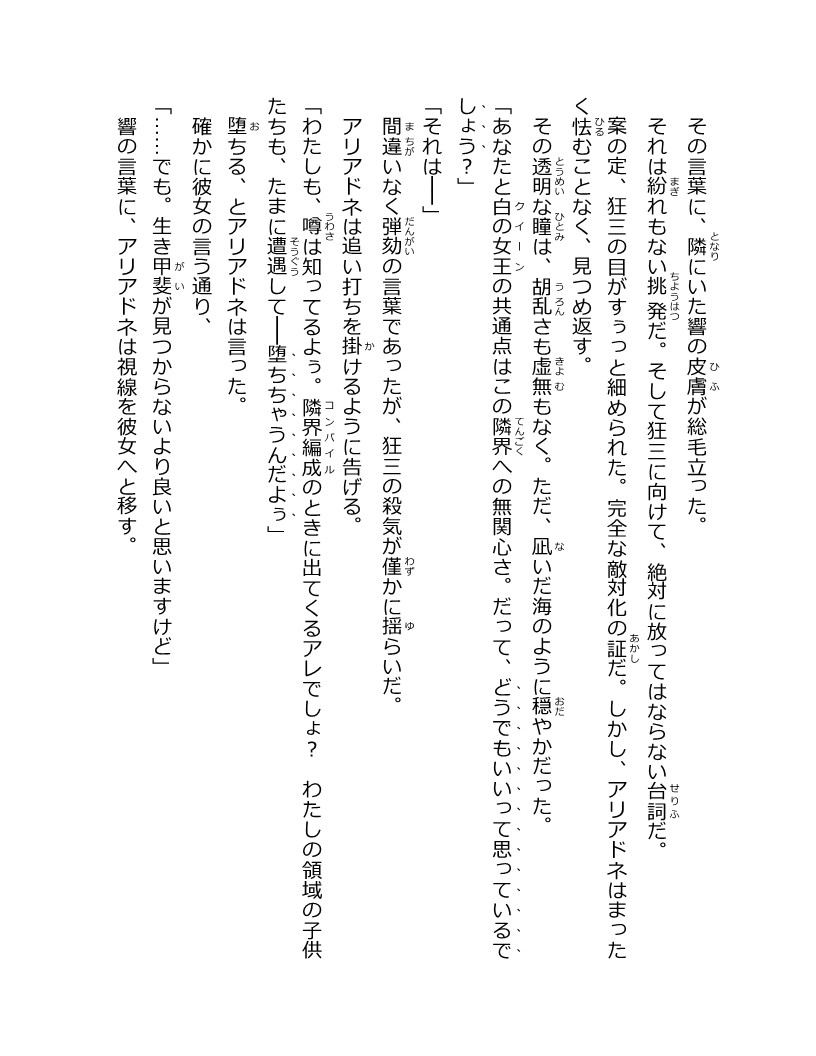 その言葉に、隣にいた響の皮膚が総毛立った。
それは紛れもない挑発だ。そして狂三に向けて、絶対に放ってはならない台詞だ。
案の定、狂三の目がすぅっと細められた。完全な敵対化の証だ。しかし、アリアドネはまった
く怯むことなく、見つめ返す。
その透明な瞳は、胡乱さも虚無もなく。ただ、凪いだ海のように穏やかだった。
「あなたと白の女王の共通点はこの隣界への無関心さ。だって、どうでもいいって思っているで
しょう？」
「それは――」
間違いなく弾劾の言葉であったが、狂三の殺気が僅かに揺らいだ。
アリアドネは追い打ちを掛けるように告げる。
「わたしも、噂は知ってるよぅ。隣界編成のときに出てくるアレでしょ？　わたしの領域の子供
たちも、たまに遭遇して――堕ちちゃうんだよぅ」
堕ちる、とアリアドネは言った。
確かに彼女の言う通り、
「……でも。生き甲斐が見つからないより良いと思いますけど」
響の言葉に、アリアドネは視線を彼女へと移す。